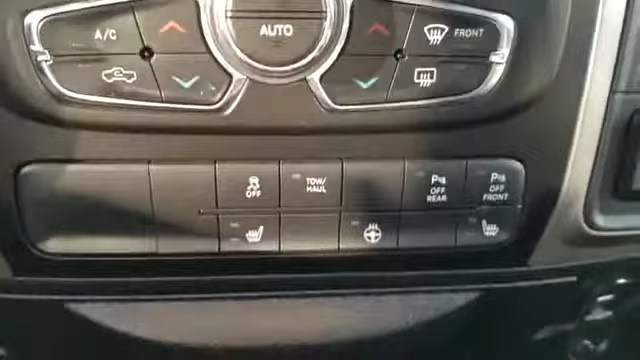 A/C
AUTO
FRONT
OFF
TOW/
HAUL
P
OFF
REAR
P
OFF
FRONT